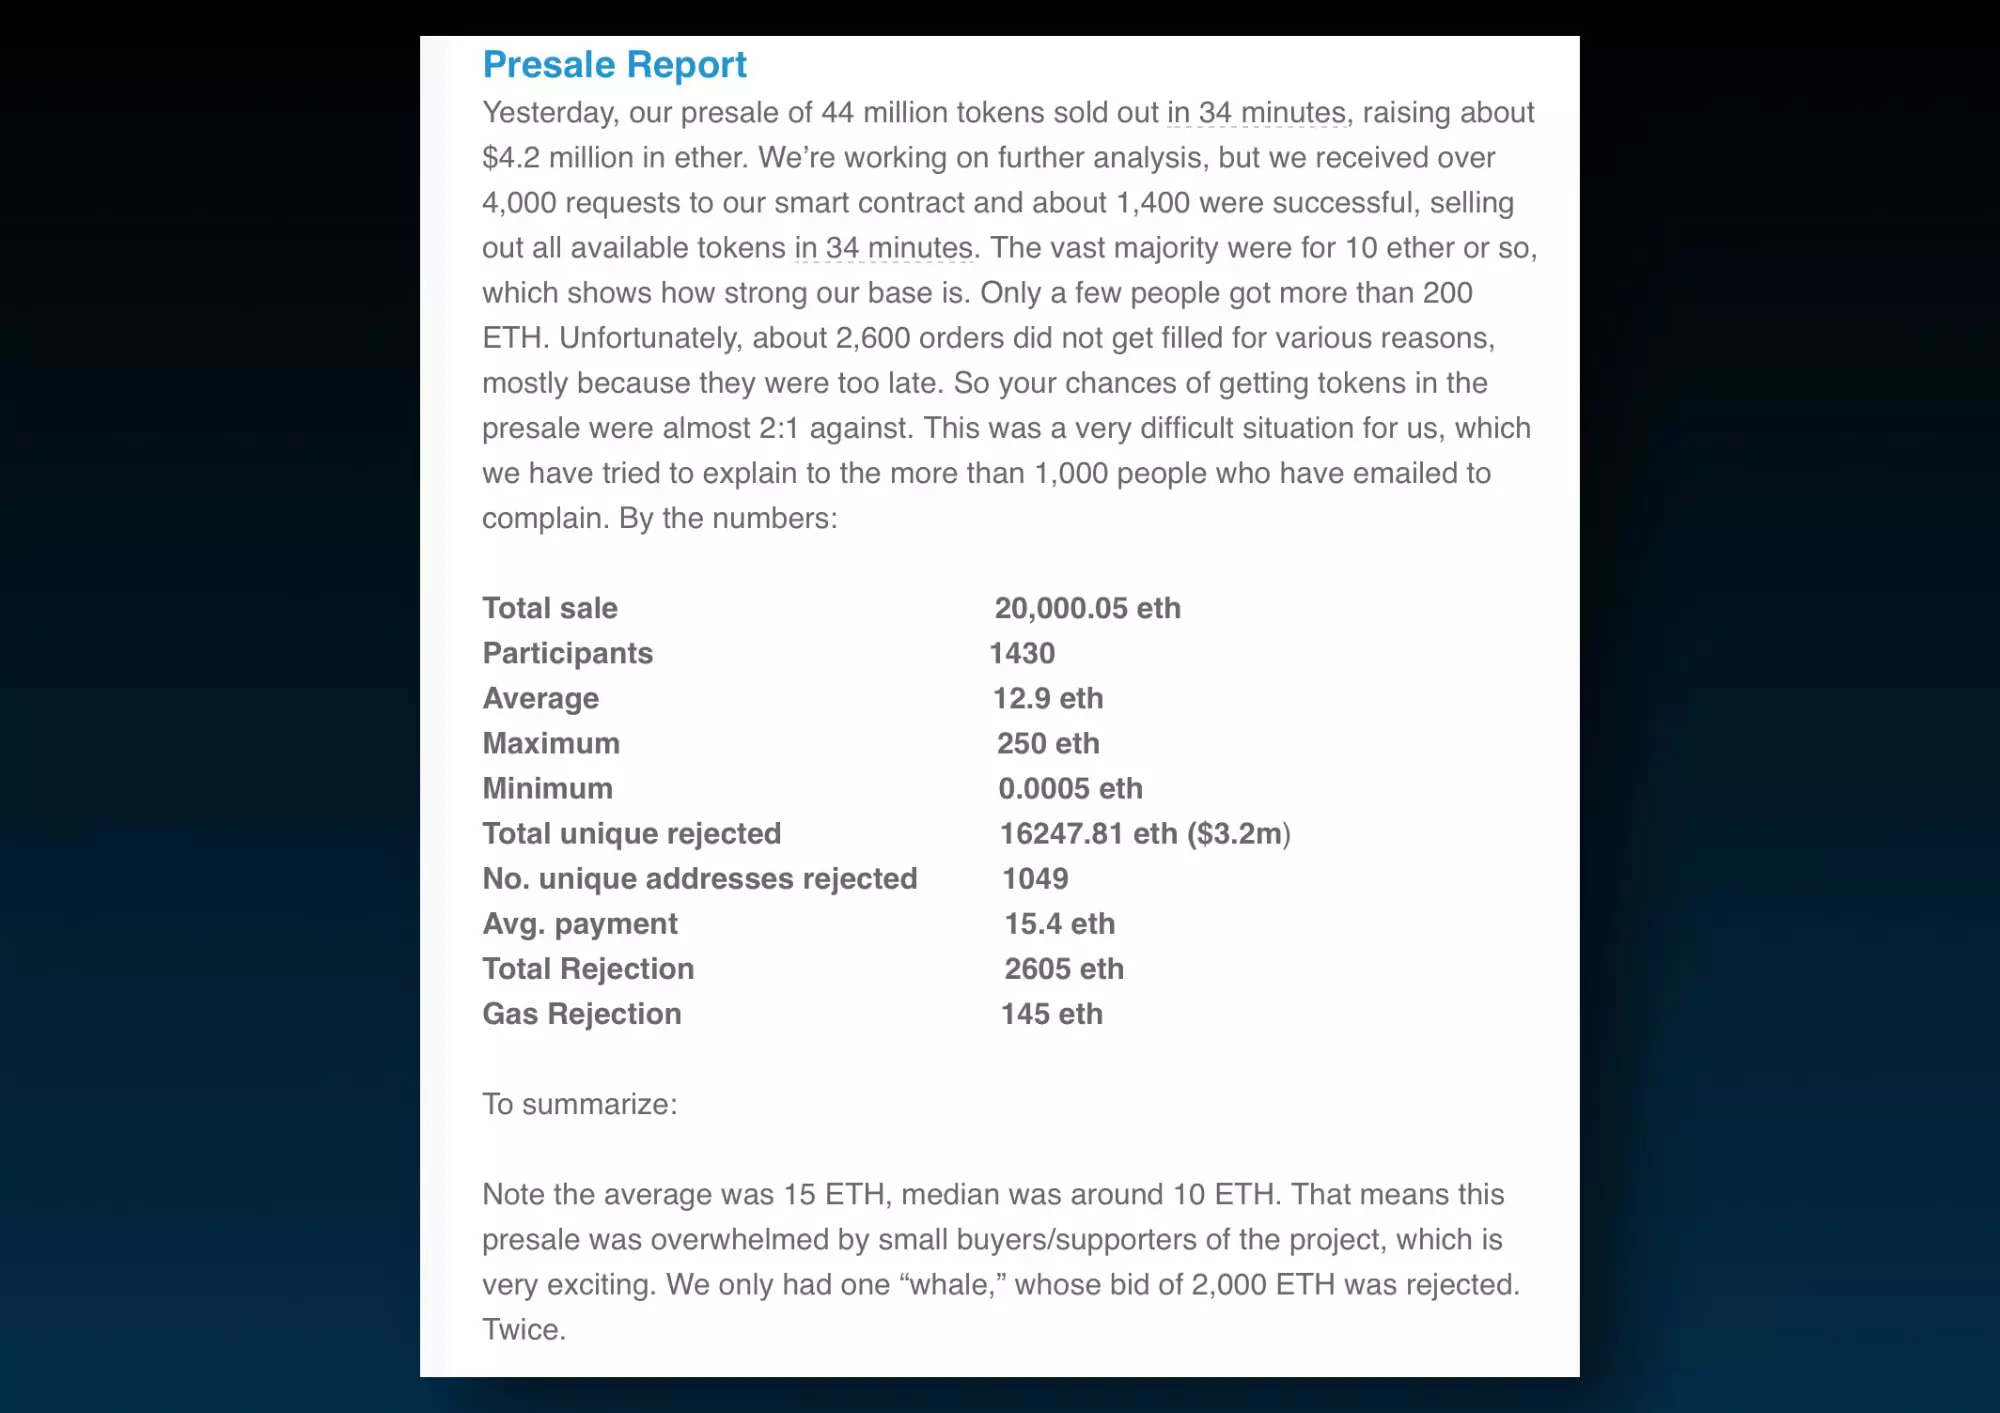 Presale Report
Yesterday, our presale of 44 million tokens sold out in 34 minutes, raising about
$4.2 million in ether. We’re working on further analysis, but we received over
4,000 requests to our smart contract and about 1,400 were successful, selling
out all available tokens in 34 minutes. The vast majority were for 10 ether or so,
which shows how strong our base is. Only a few people got more than 200
ETH. Unfortunately, about 2,600 orders did not get filled for various reasons,
mostly because they were too late. So your chances of getting tokens in the
presale were almost 2:1 against. This was a very difficult situation for us, which
we have tried to explain to the more than 1,000 people who have emailed to
complain. By the numbers:
Total sale 20,000.05 eth
Participants 1430
Average 12.9 eth
Maximum 250 eth
Minimum 0.0005 eth
Total unique rejected 16247.81 eth ($3.2m)
No. unique addresses rejected 1049
Avg. payment 15.4 eth
Total Rejection 2605 eth
Gas Rejection 145 eth
To summarize:
Note the average was 15 ETH, median was around 10 ETH. That means this
presale was overwhelmed by small buyers/supporters of the project, which is
very exciting. We only had one “whale,” whose bid of 2,000 ETH was rejected.
Twice.